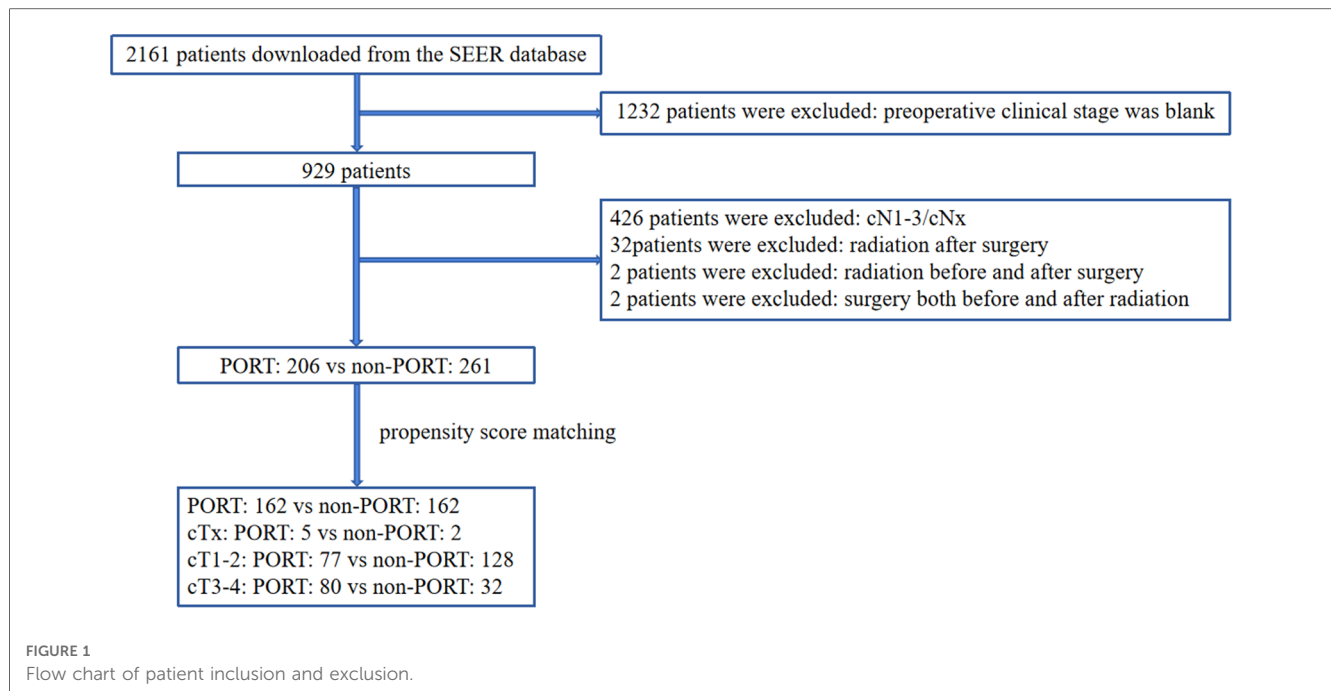 2161 patients downloaded from the SEER database
1232 patients were excluded: preoperative clinical stage was blank
929 patients
426 patients were excluded: cN1-3/cNx
32patients were excluded: radiation after surgery
2 patients were excluded: radiation before and after surgery
2 patients were excluded: surgery both before and after radiation
PORT: 206 vs non-PORT: 261
propensity score matching
PORT: 162 vs non-PORT: 162
cTx: PORT: 5 vs non-PORT: 2
cT1-2: PORT: 77 vs non-PORT: 128
cT3-4: PORT: 80 vs non-PORT: 32
FIGURE 1
Flow chart of patient inclusion and exclusion.